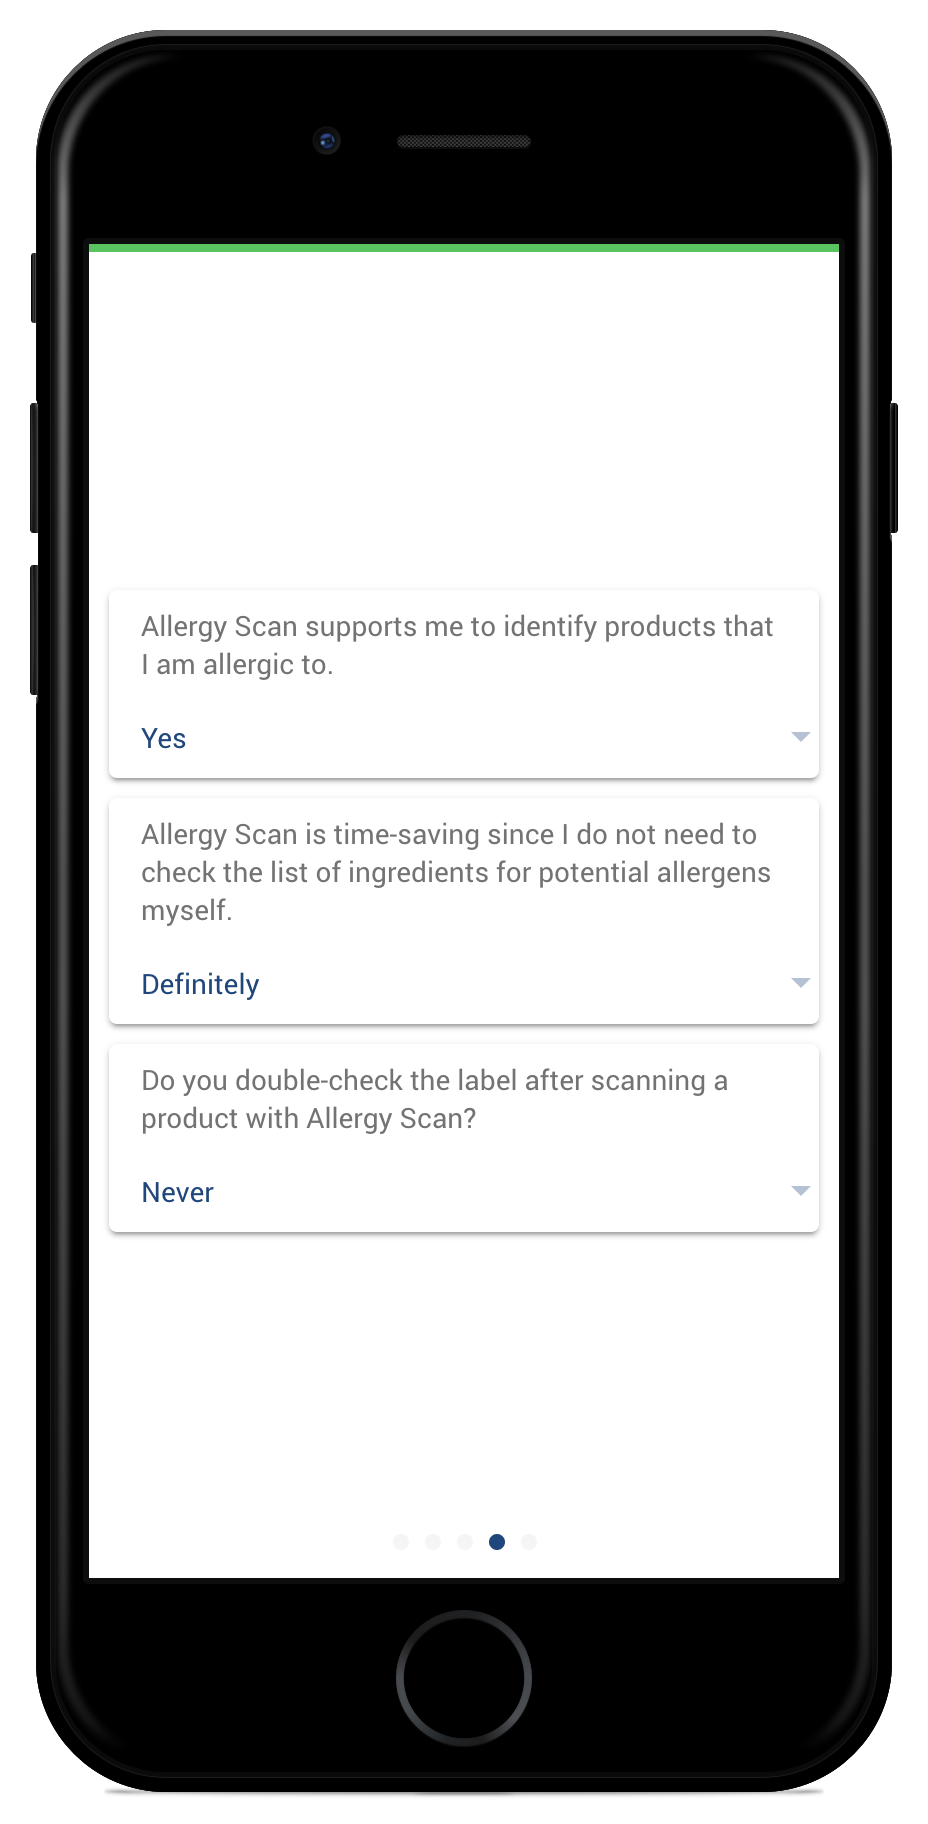 Allergy Scan supports me to identify products that
I am allergic to.
Yes
Allergy Scan is time-saving since I do not need to
check the list of ingredients for potential allergens
myself.
Definitely
Do you double-check the label after scanning a
product with Allergy Scan?
Never